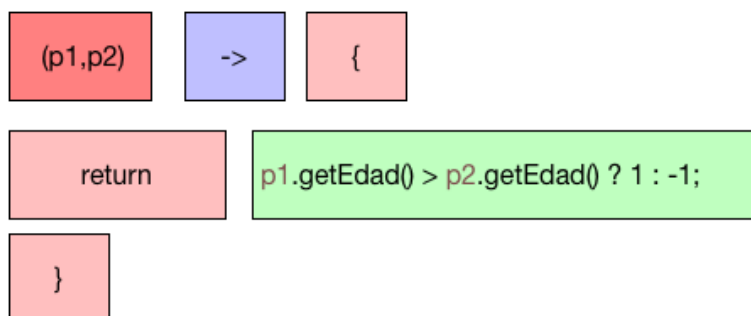 (p1,p2) -> {
return p1.getEdad() > p2.getEdad() ? 1 : -1;
}